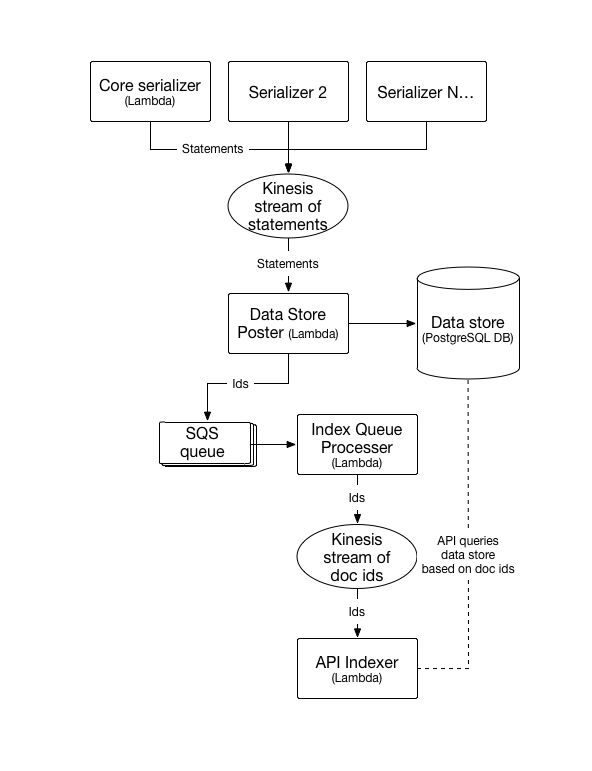 Core serializer
(Lambda)
Serializer 2
Serializer N...
Statements
Kinesis
stream of
statements
Statements
Data Store
Poster (Lambda)
Data store
(PostgreSQL DB)
Ids
SQS
queue
Index Queue
Processer
(Lambda)
Ids
Kinesis
stream of
doc ids
API queries
data store
based on doc ids
Ids
API Indexer
(Lambda)